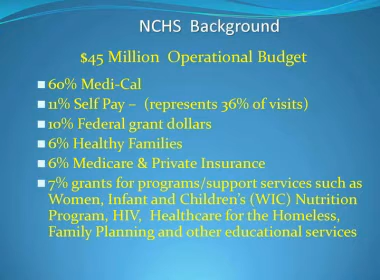 NCHS Background
$45 Million Operational Budget
60% Medi-Cal
11% Self Pay – (represents 36% of visits)
10% Federal grant dollars
6% Healthy Families
6% Medicare & Private Insurance
7% grants for programs/support services such as
Women, Infant and Children's (WIC) Nutrition
Program, HIV, Healthcare for the Homeless,
Family Planning and other educational services